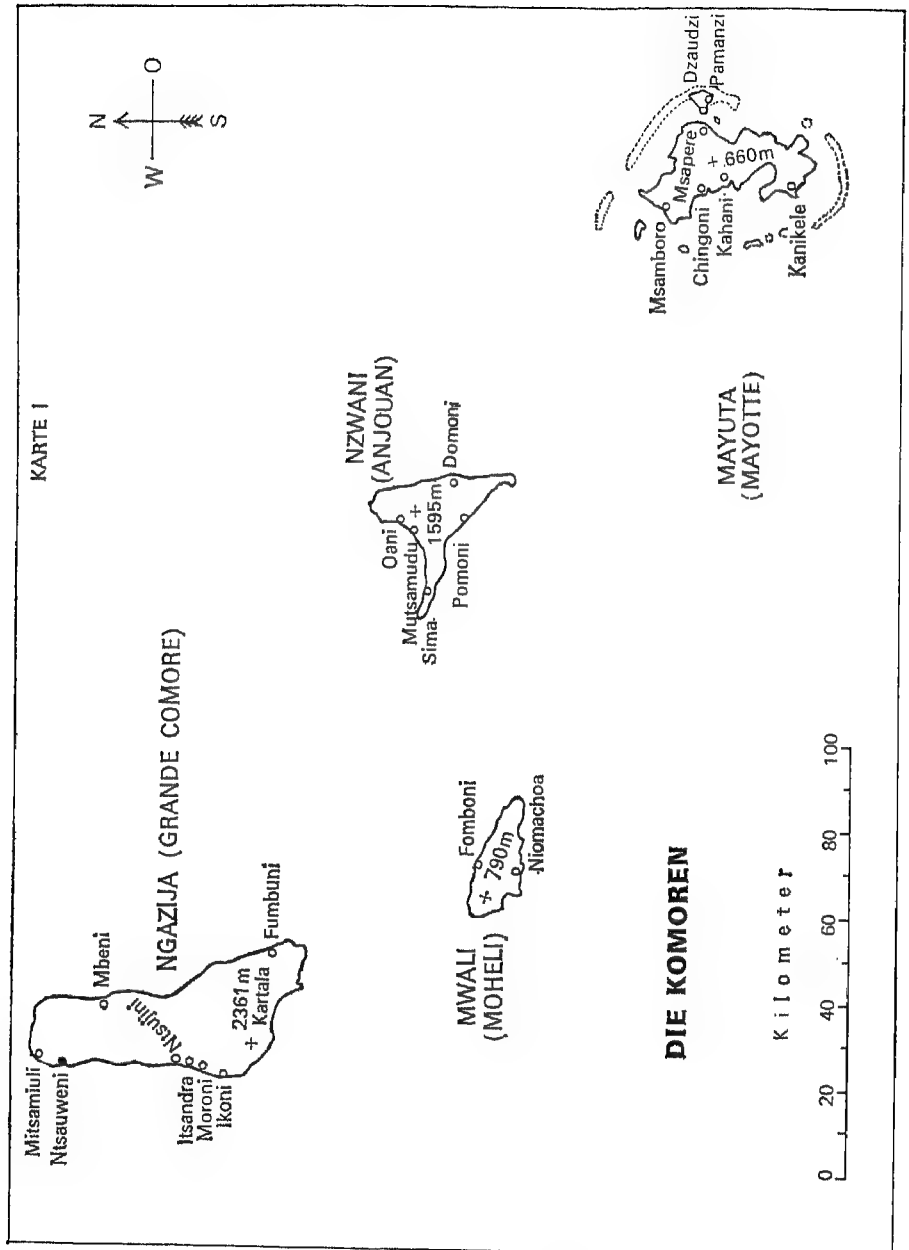 KARTE I
N
W
O
S
Mitsamiuli
Ntsauweni
Mbeni
NGAZIJA (GRANDE COMORE)
Ntsujini
Itsandra
Moroni
Ikoni
2361m
Kartala
Fumbuni
NZWANI
(ANJOUAN)
Oani
Mutsamudu
Sima
1595m
Domoni
Pomoni
MWALI
(MOHELI)
Fomboni
790m
Niomachoa
Dzaudzi
Pamanzi
Msamboro
Msapere
Chingoni
Kahani
660m
Kanikele
MAYUTA
(MAYOTTE)
DIE KOMOREN
Kilometer
0 20 40 60 80 100